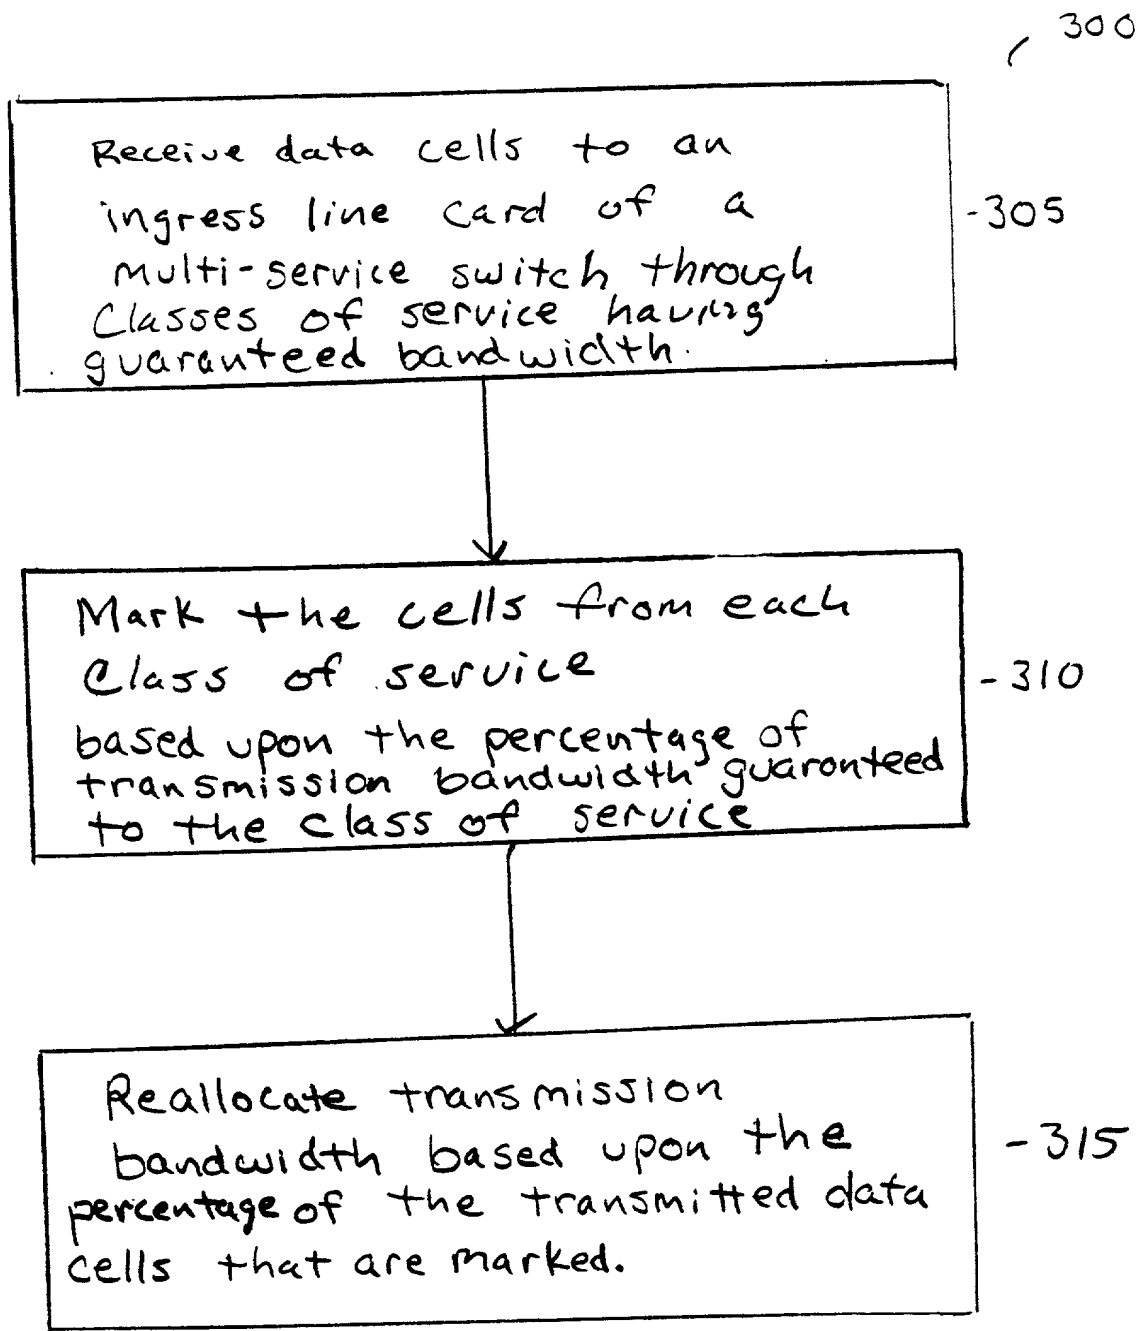 300
Receive data cells to an
ingress line card of a
multi-service switch through
Classes of service having
guaranteed bandwidth.
-305
Mark the cells from each
Class of service
based upon the percentage of
transmission bandwidth guaranteed
to the class of service
-310
Reallocate transmission
bandwidth based upon the
percentage of the transmitted data
cells that are marked.
-315